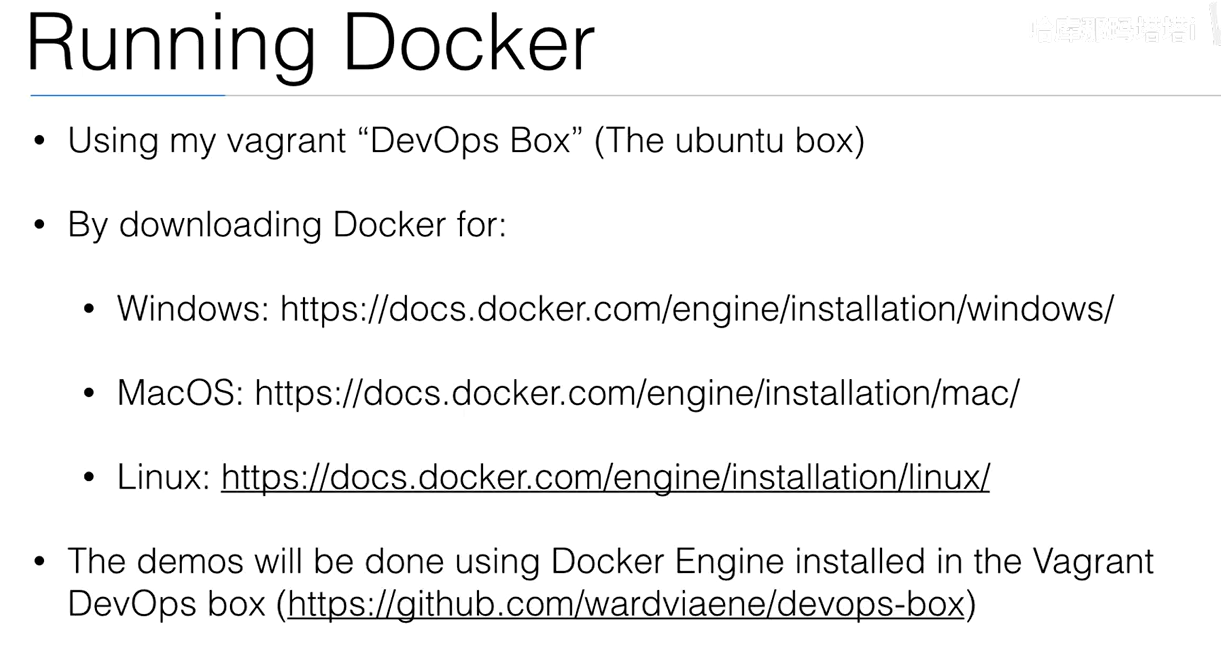 Running Docker
• Using my vagrant “DevOps Box” (The ubuntu box)
• By downloading Docker for:
• Windows: https://docs.docker.com/engine/installation/windows/
• MacOS: https://docs.docker.com/engine/installation/mac/
• Linux: https://docs.docker.com/engine/installation/linux/
• The demos will be done using Docker Engine installed in the Vagrant
DevOps box (https://github.com/wardviaene/devops-box)